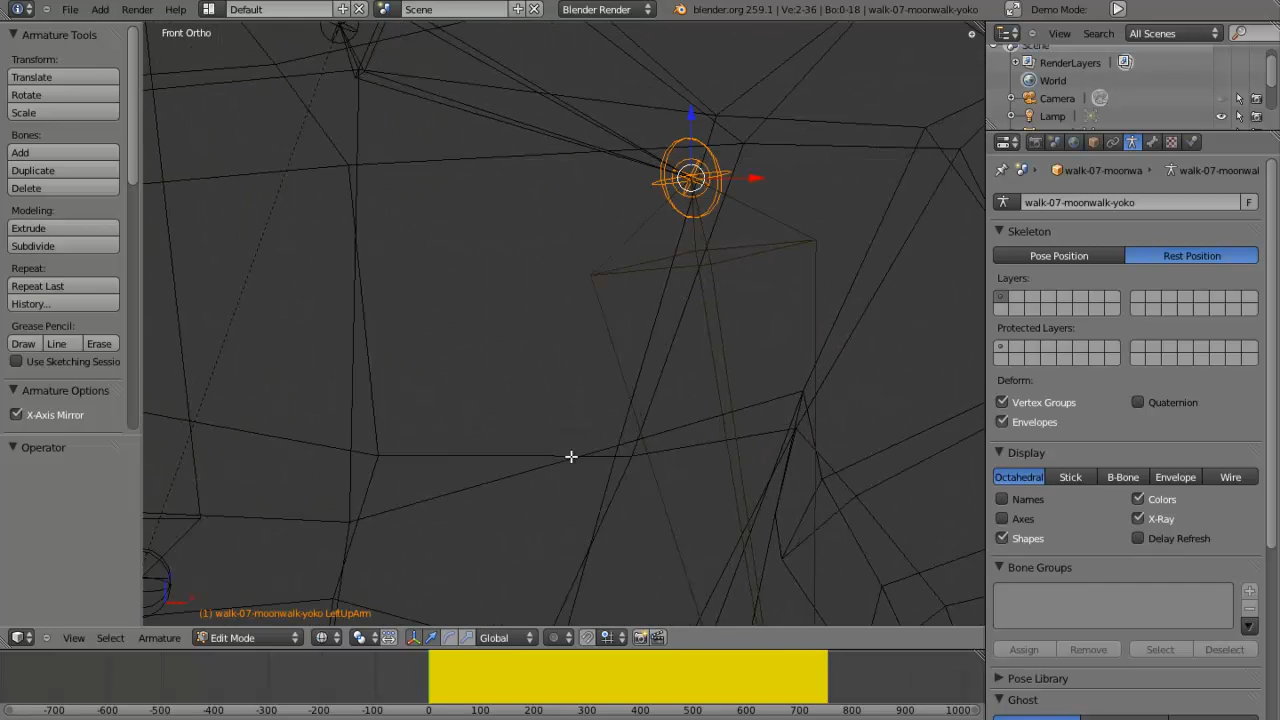 File Add Render Help Default Scene Blender Render blender.org 259.1 Ve:2-36 | Bo:0-18 | walk-07-moonwalk-yoko Demo Mode:
Armature Tools
Transform:
Translate
Rotate
Scale
Bones:
Add
Duplicate
Delete
Modeling:
Extrude
Subdivide
Repeat:
Repeat Last
History...
Grease Pencil:
Draw Line Erase
Use Sketching Sessio
Armature Options
X-Axis Mirror
Operator
Front Ortho
(1) walk-07-moonwalk-yoko LeftUpArm
View Select Armature Edit Mode Global
-700 -600 -500 -400 -300 -200 -100 0 100 200 300 400 500 600 700 800 900 1000
View Search All Scenes
Scene
RenderLayers
World
Camera
Lamp
walk-07-moonwa walk-07-moonwal
walk-07-moonwalk-yoko F
Skeleton
Pose Position Rest Position
Layers:
Protected Layers:
Deform:
Vertex Groups Quaternion
Envelopes
Display
Octahedral Stick B-Bone Envelope Wire
Names Colors
Axes X-Ray
Shapes Delay Refresh
Bone Groups
Assign Remove Select Deselect
Pose Library
Ghost